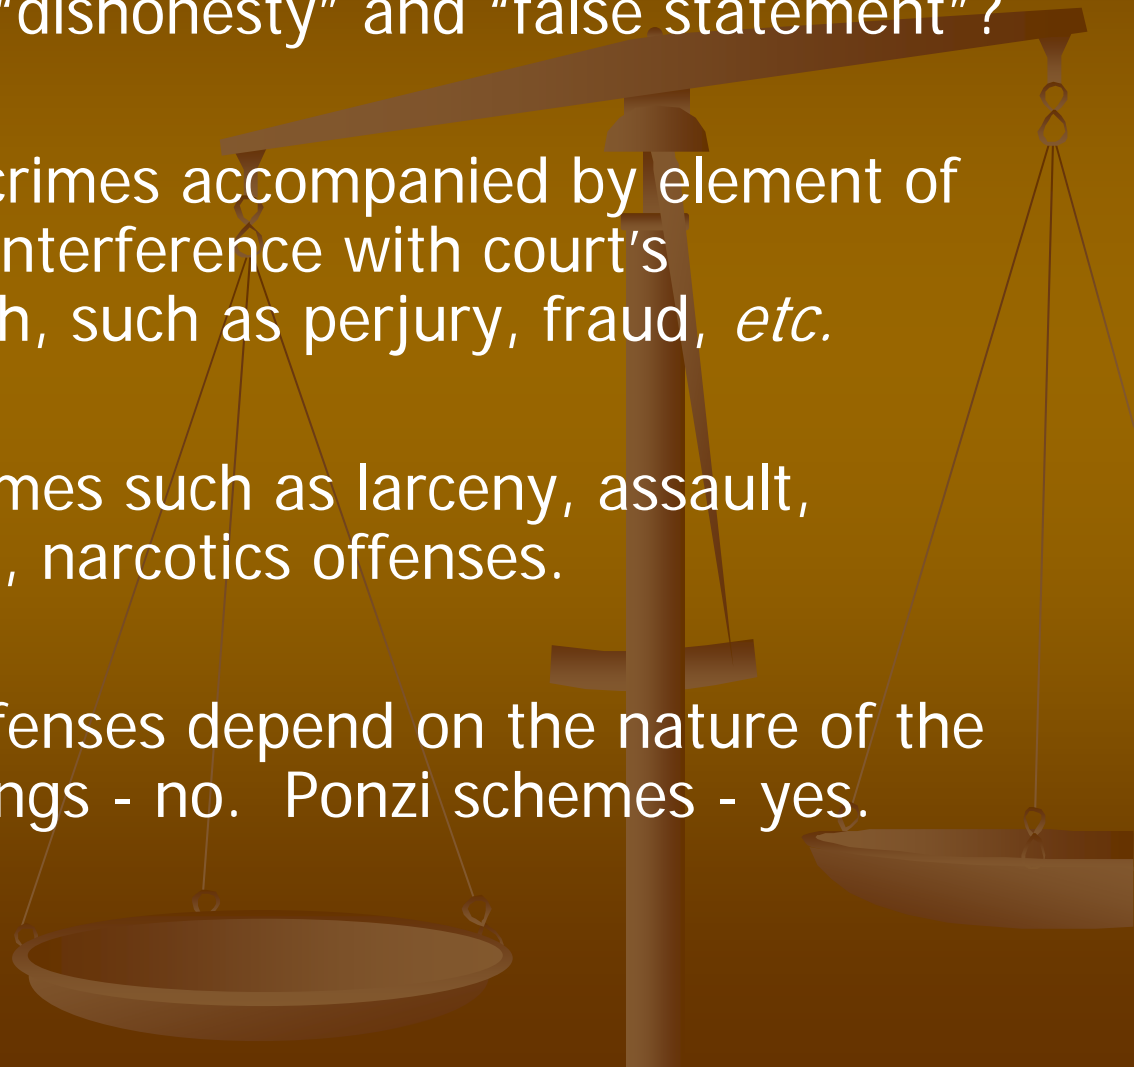 "dishonesty" and "false statement"?
crimes accompanied by element of
nterference with court's
h, such as perjury, fraud, etc.
mes such as larceny, assault,
, narcotics offenses.
fenses depend on the nature of the
ngs - no. Ponzi schemes - yes.